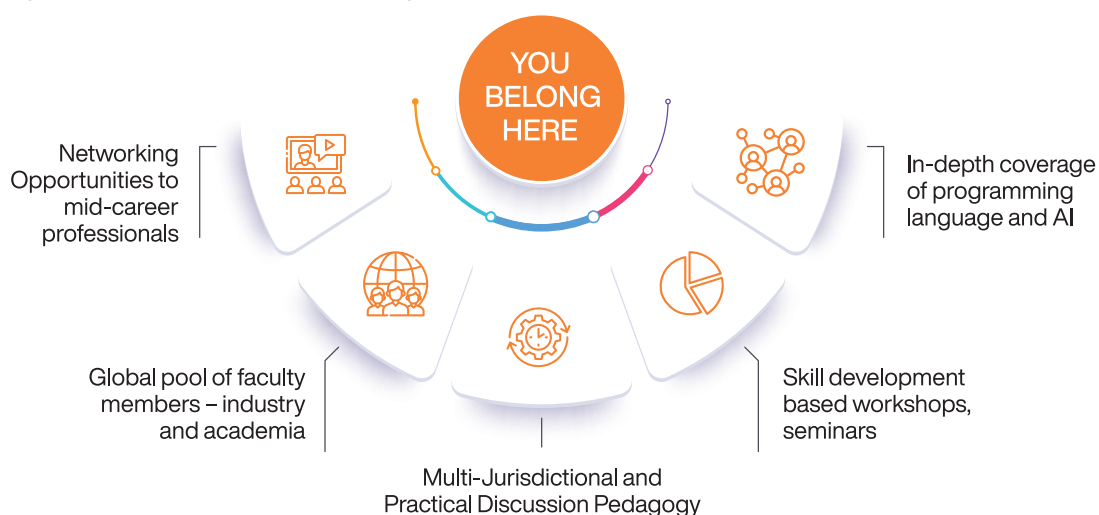 YOU
BELONG
HERE
Networking
Opportunities to
mid-career
professionals
Global pool of faculty
members – industry
and academia
Multi-Jurisdictional and
Practical Discussion Pedagogy
Skill development
based workshops,
seminars
In-depth coverage
of programming
language and AI